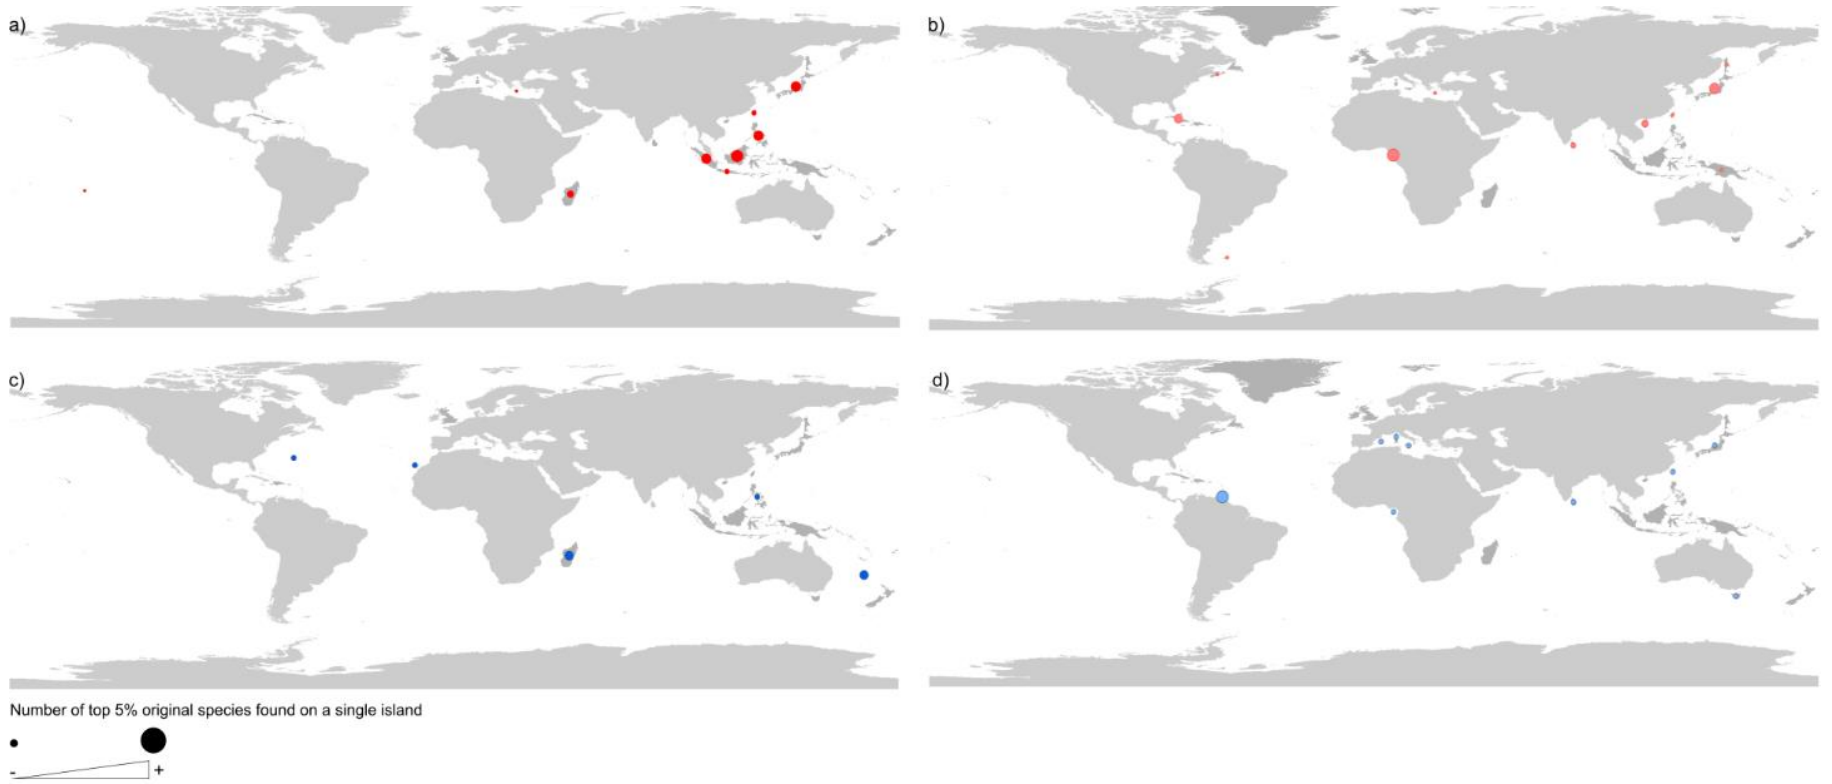 a)
b)
c)
d)
Number of top 5% original species found on a single island
- +